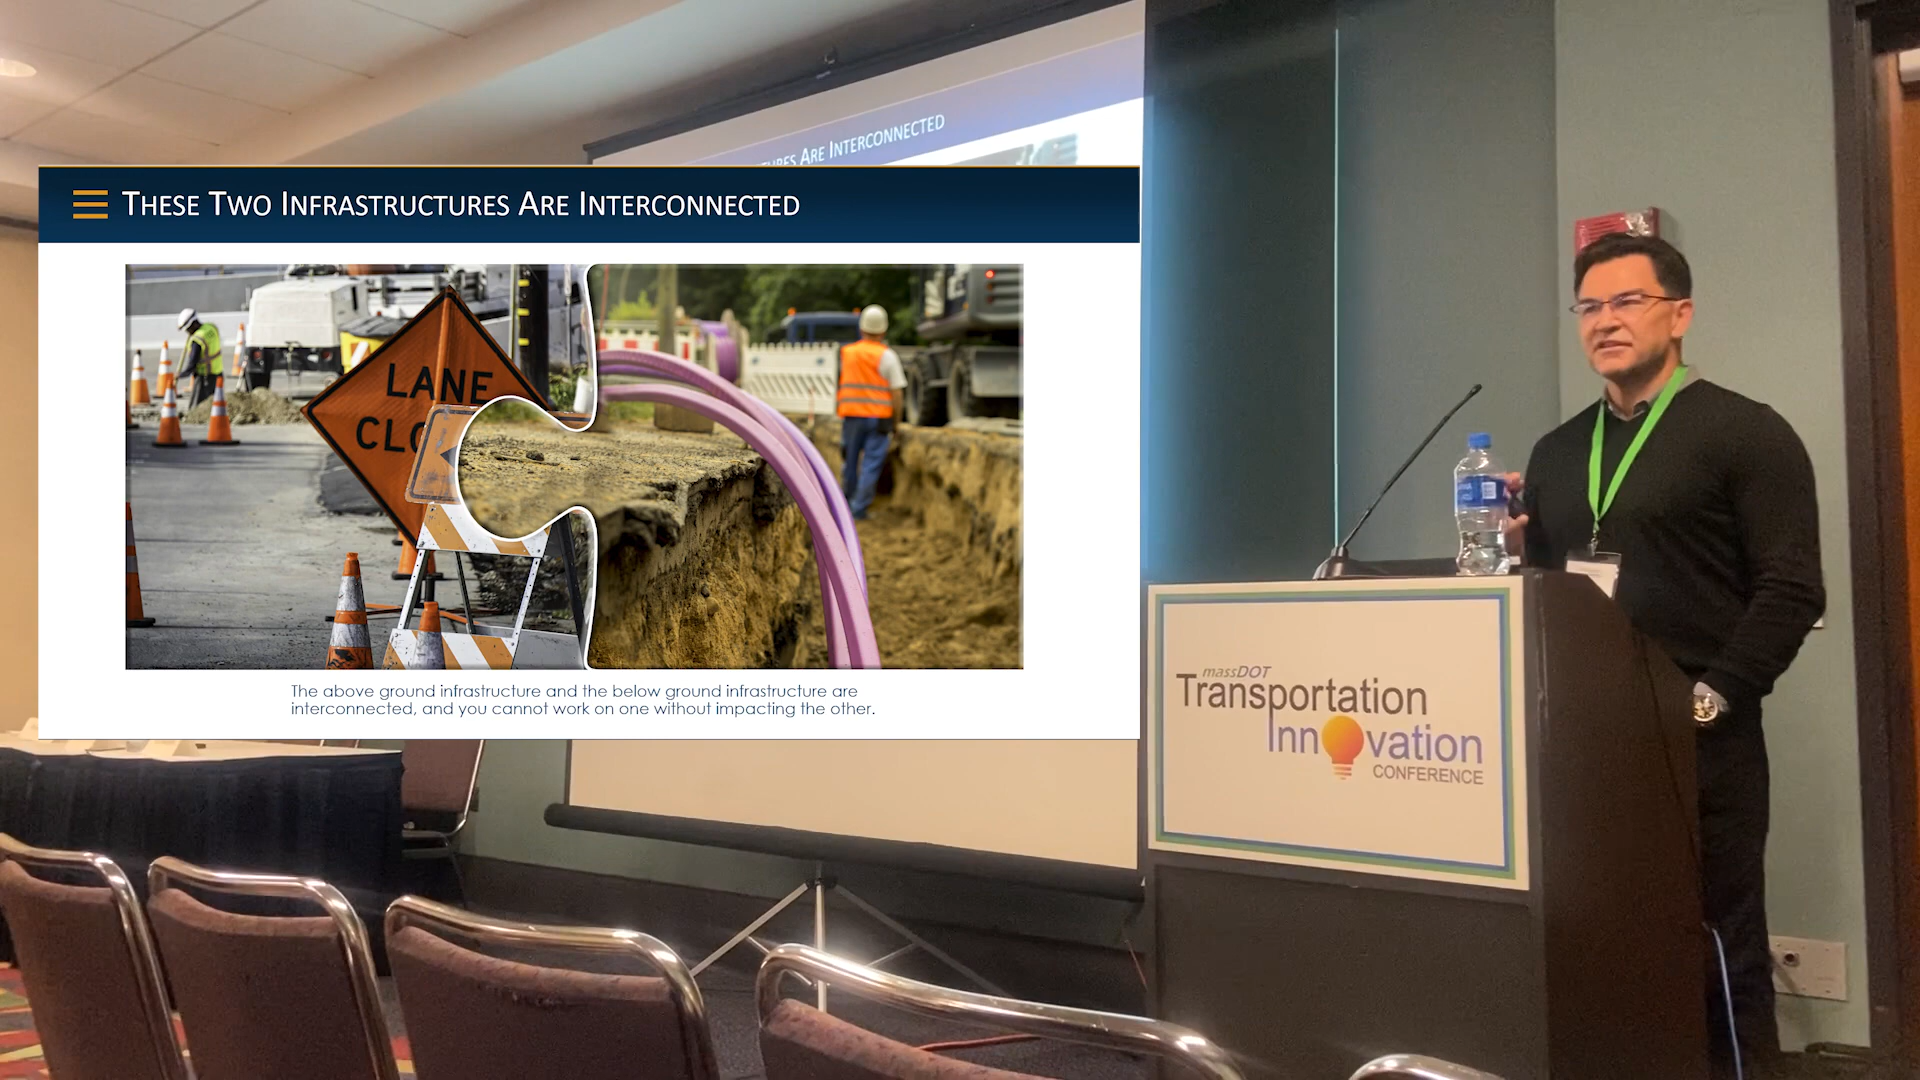 ARE INTERCONNECTED
THESE TWO INFRASTRUCTURES ARE INTERCONNECTED
LANE
The above ground infrastructure and the below ground infrastructure are
interconnected, and you cannot work on one without impacting the other.
massDOT
Transportation
Innovation
CONFERENCE